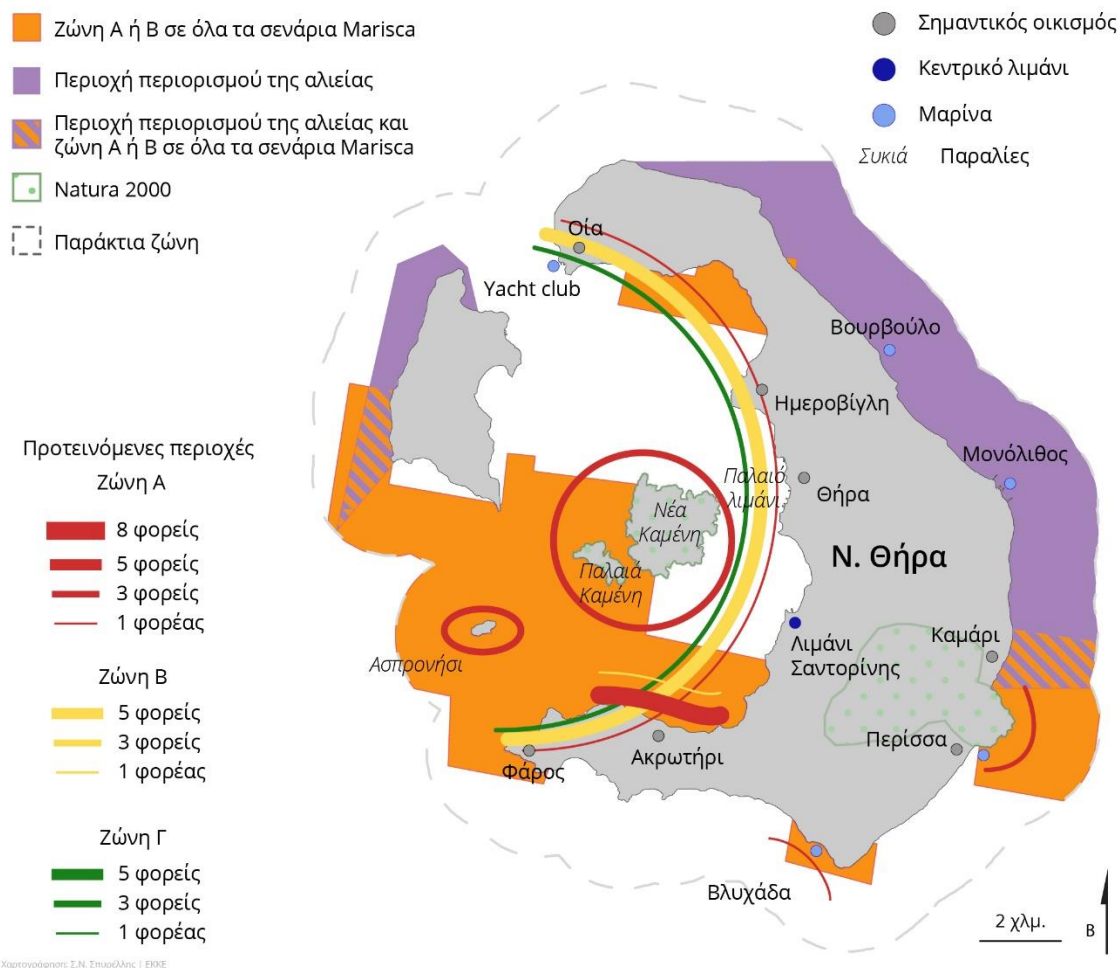 Ζώνη Α ή Β σε όλα τα σενάρια Marisca
Περιοχή περιορισμού της αλιείας
Περιοχή περιορισμού της αλιείας και
ζώνη Α ή Β σε όλα τα σενάρια Marisca
Natura 2000
Παράκτια ζώνη
Σημαντικός οικισμός
Κεντρικό λιμάνι
Μαρίνα
Συκιά Παραλίες
Οία
Yacht club
Βουρβούλο
Ημεροβίγλη
Μονόλιθος
Παλαιό
λιμάνι
Θήρα
Νέα
Καμένη
Παλαιά
Καμένη
Ν. Θήρα
Λιμάνι
Σαντορίνης
Καμάρι
Ασπρονήσι
Περίσσα
Ακρωτήρι
Φάρος
Βλυχάδα
Προτεινόμενες περιοχές
Ζώνη Α
8 φορείς
5 φορείς
3 φορείς
1 φορέας
Ζώνη Β
5 φορείς
3 φορείς
1 φορέας
Ζώνη Γ
5 φορείς
3 φορείς
1 φορέας
2 χλμ.
Β
Χαρτογράφηση: Σ.Ν. Σπυρέλλης | ΕΚΚΕ